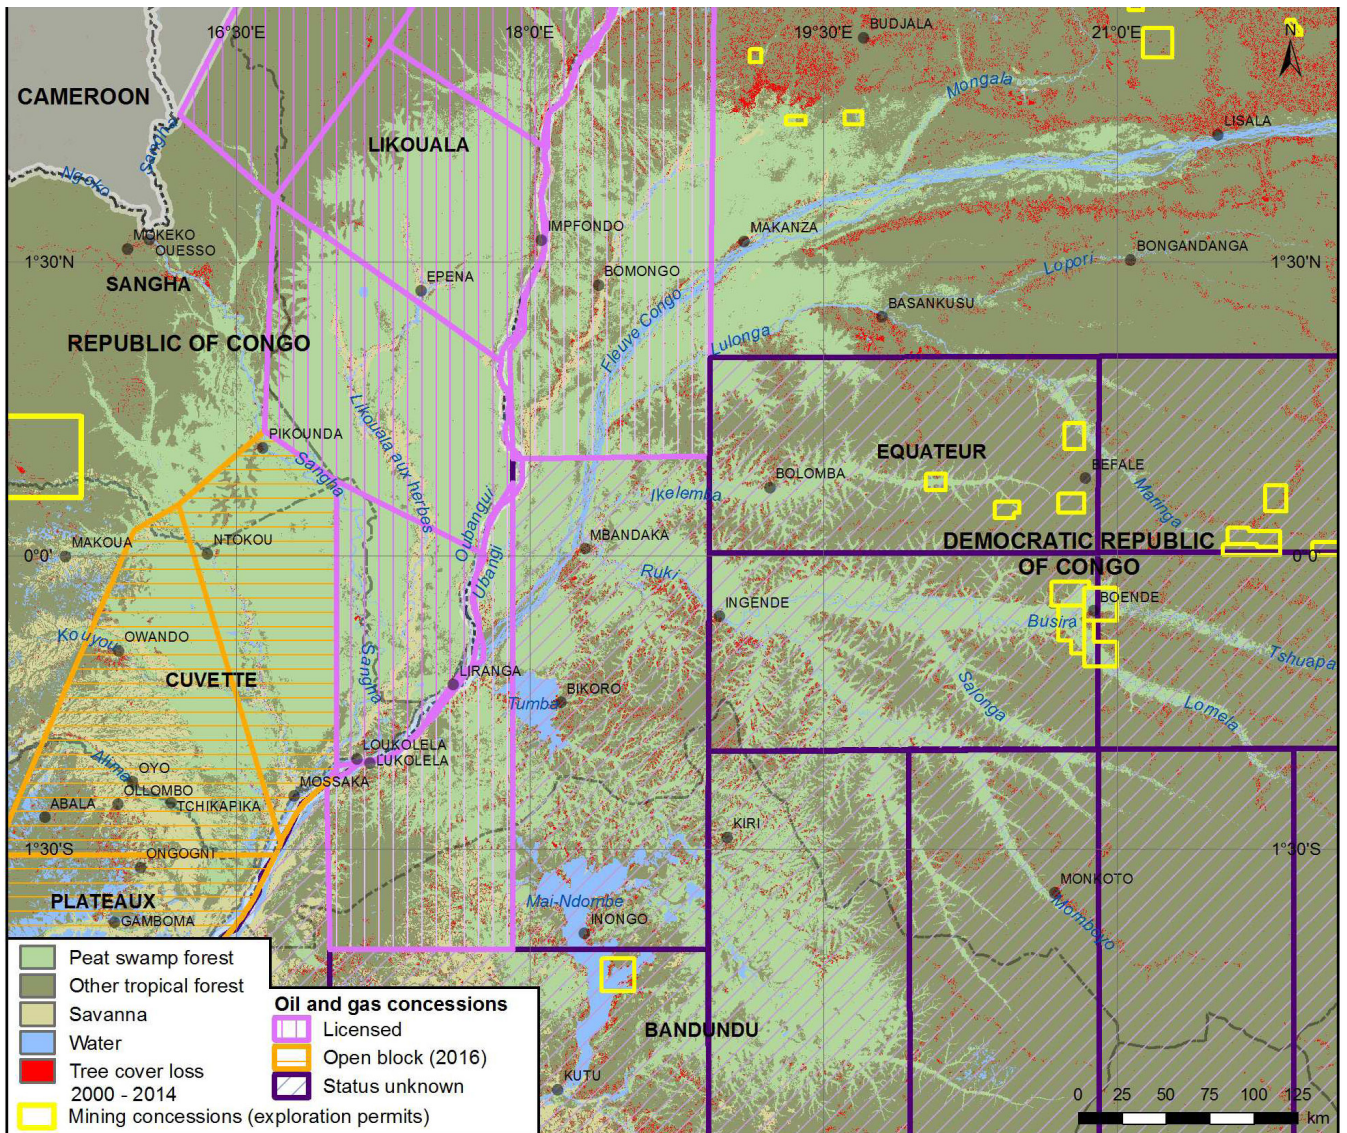 16°30'E
18°0'E
19°30'E
21°0'E
N
BUDJALA
CAMEROON
Mongala
LISALA
Sangha
LIKOUALA
Ngoko
MOKEKO
OUESSO
IMPFONDO
MAKANZA
BONGANDANGA
1°30'N
Lopori
1°30'N
SANGHA
EPENA
BOMONGO
BASANKUSU
Fleuve Congo
Lulonga
REPUBLIC OF CONGO
Likouala aux herbes
PIKOUNDA
Sangha
EQUATEUR
BOLOMBA
BEFALE
Ikelemba
Maringa
Oubangui
Ubangi
MAKOUA
0°0'
NTOKOU
MBANDAKA
DEMOCRATIC REPUBLIC
OF CONGO
0°0'
Ruki
INGENDE
BOENDE
Busira
Kouyou
OWANDO
Tshuapa
CUVETTE
Sangha
LIRANGA
BIKORO
Tumba
Salonga
Lomela
LOUKOLELA
LUKOLELA
Alima
OYO
OLLOMBO
TCHIKAPIKA
ABALA
MOSSAKA
KIRI
1°30'S
ONGOGNI
1°30'S
PLATEAUX
GAMBOMA
MONKOTO
Momboyo
Mai-Ndombe
INONGO
BANDUNDU
KUTU
Peat swamp forest
Other tropical forest
Savanna
Water
Tree cover loss
2000 - 2014
Mining concessions (exploration permits)
Oil and gas concessions
Licensed
Open block (2016)
Status unknown
0 25 50 75 100 125
km